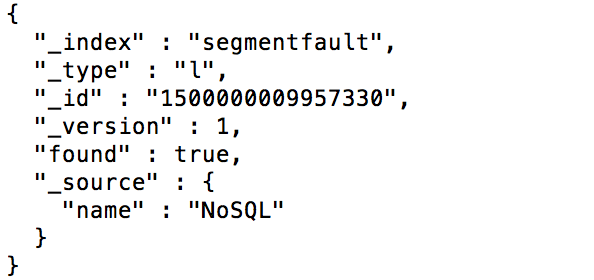 {
  "_index" : "segmentfault",
  "_type" : "l",
  "_id" : "1500000009957330",
  "_version" : 1,
  "found" : true,
  "_source" : {
    "name" : "NoSQL"
  }
}